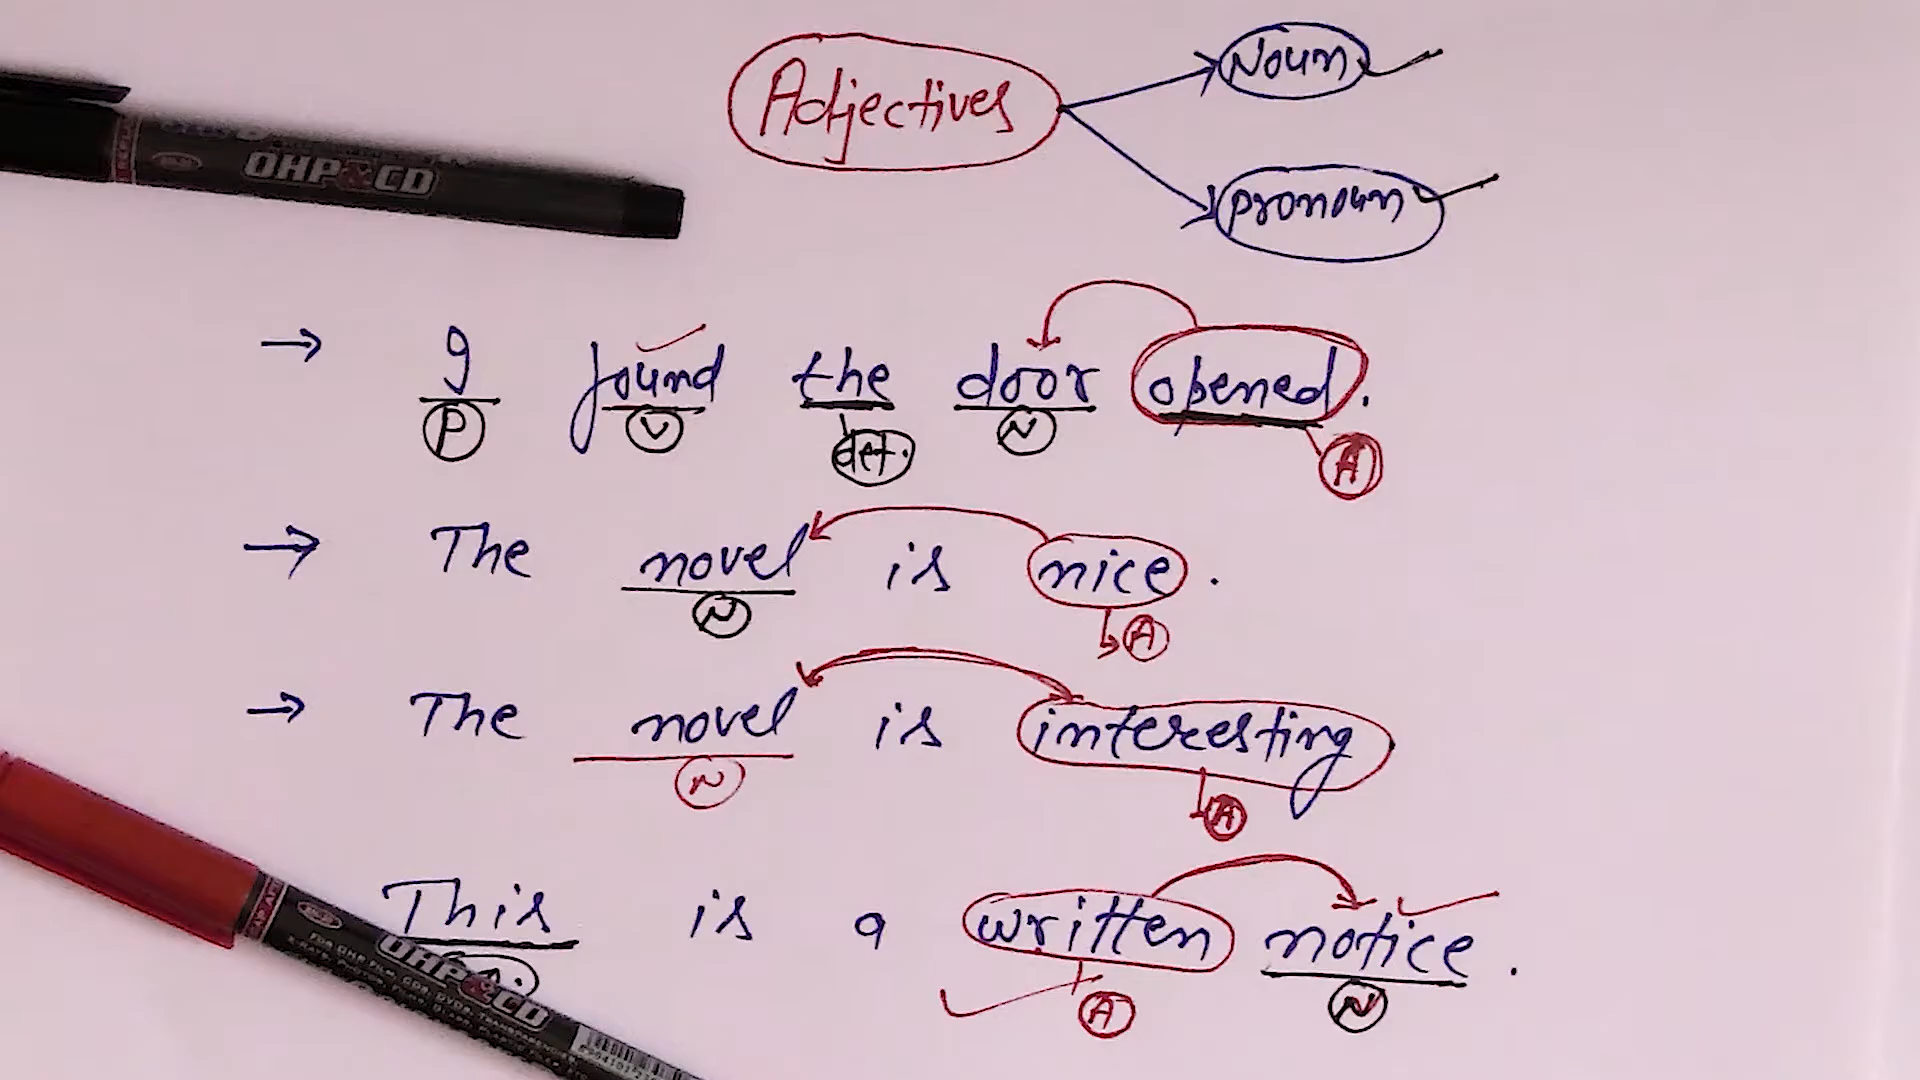 Adjectives
Noun
Pronoun
OHP&CD
I found the door opened.
P V det. N A
The novel is nice.
N A
The novel is interesting
N A
This is a written notice.
A N
OHP&CD